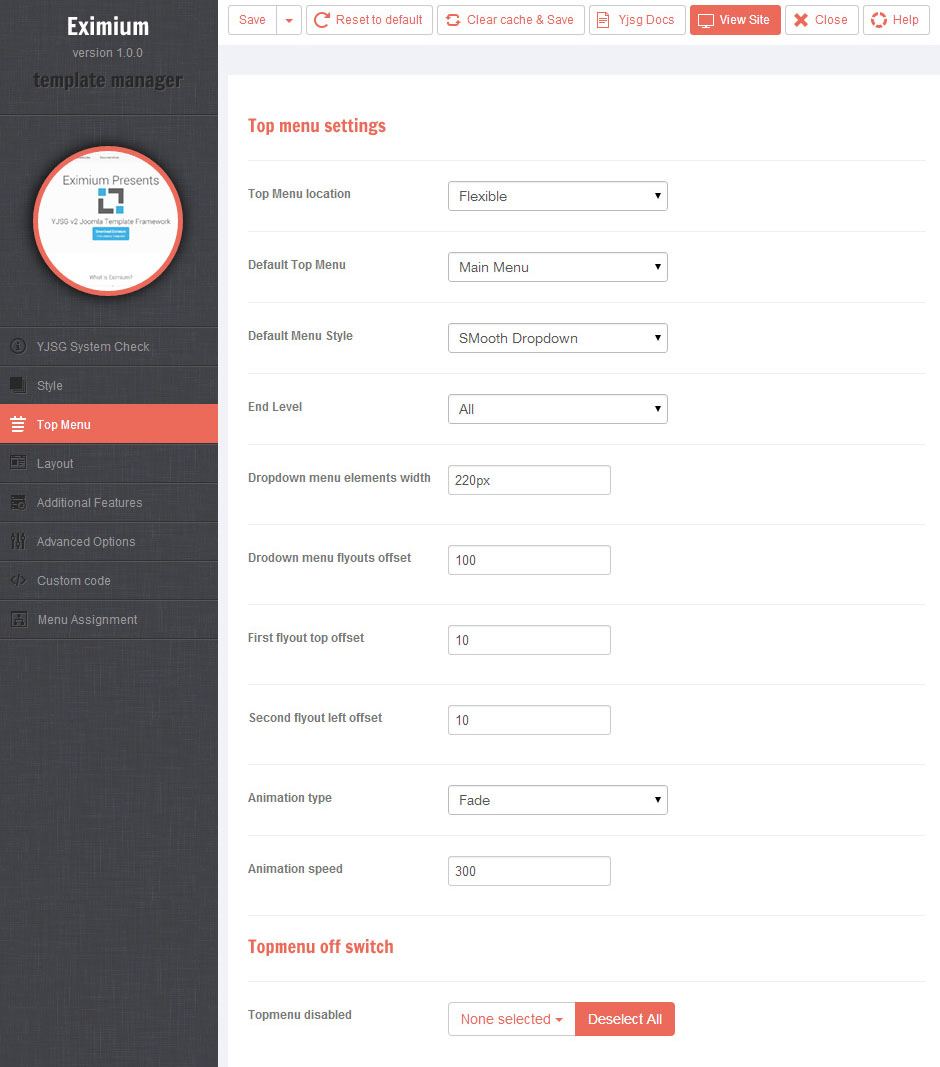 Eximium
version 1.0.0
template manager
Eximium Presents
YJSG v2 Joomla Template Framework
What is Eximium?
YJSG System Check
Style
Top Menu
Layout
Additional Features
Advanced Options
Custom code
Menu Assignment
Save Reset to default Clear cache & Save Yjsg Docs View Site Close Help
Top menu settings
Top Menu location Flexible
Default Top Menu Main Menu
Default Menu Style SMooth Dropdown
End Level All
Dropdown menu elements width 220px
Drodown menu flyouts offset 100
First flyout top offset 10
Second flyout left offset 10
Animation type Fade
Animation speed 300
Topmenu off switch
Topmenu disabled None selected Deselect All